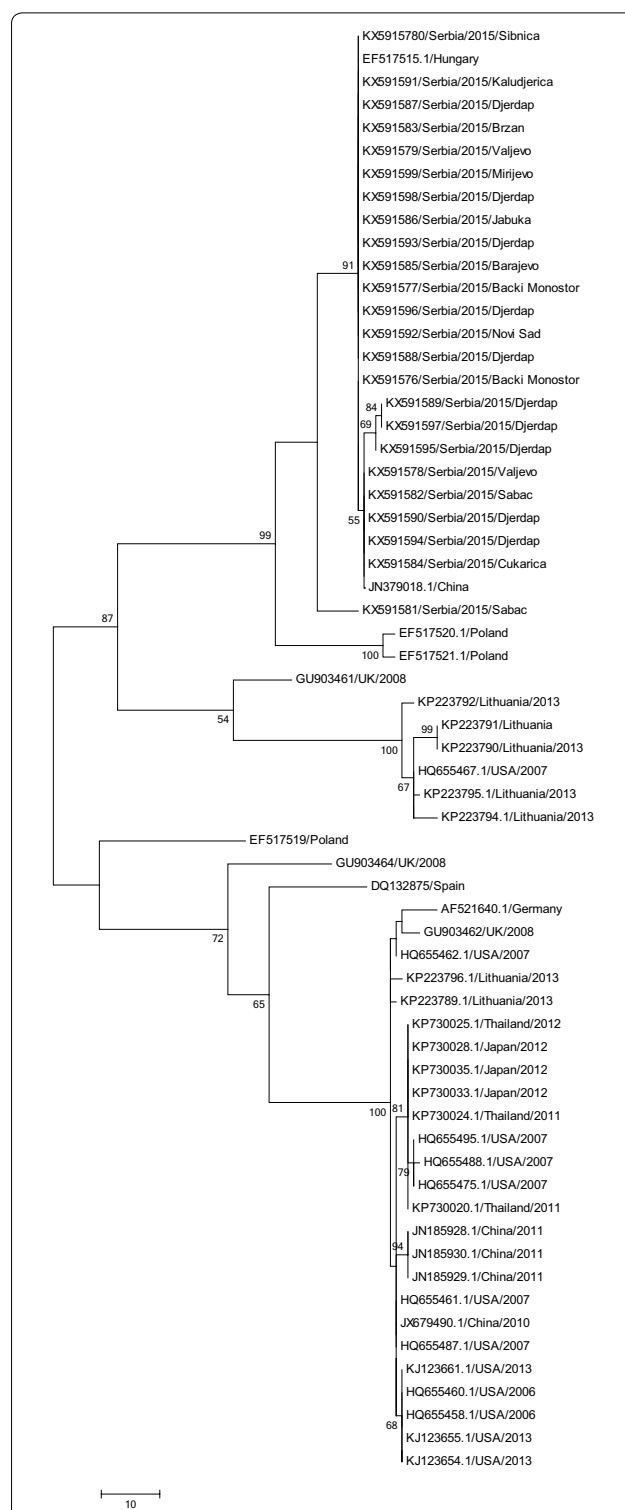 KX5915780/Serbia/2015/Sibnica
EF517515.1/Hungary
KX591591/Serbia/2015/Kaludjerica
KX591587/Serbia/2015/Djerdap
KX591583/Serbia/2015/Brzan
KX591579/Serbia/2015/Valjevo
KX591599/Serbia/2015/Mirijevo
KX591598/Serbia/2015/Djerdap
KX591586/Serbia/2015/Jabuka
KX591593/Serbia/2015/Djerdap
91 KX591585/Serbia/2015/Barajevo
KX591577/Serbia/2015/Backi Monostor
KX591596/Serbia/2015/Djerdap
KX591592/Serbia/2015/Novi Sad
KX591588/Serbia/2015/Djerdap
KX591576/Serbia/2015/Backi Monostor
84 KX591589/Serbia/2015/Djerdap
69 KX591597/Serbia/2015/Djerdap
KX591595/Serbia/2015/Djerdap
KX591578/Serbia/2015/Valjevo
KX591582/Serbia/2015/Sabac
55 KX591590/Serbia/2015/Djerdap
99 KX591594/Serbia/2015/Djerdap
KX591584/Serbia/2015/Cukarica
JN379018.1/China
KX591581/Serbia/2015/Sabac
87 EF517520.1/Poland
100 EF517521.1/Poland
GU903461/UK/2008
54 KP223792/Lithuania/2013
99 KP223791/Lithuania
100 KP223790/Lithuania/2013
HQ655467.1/USA/2007
67 KP223795.1/Lithuania/2013
KP223794.1/Lithuania/2013
EF517519/Poland
GU903464/UK/2008
DQ132875/Spain
AF521640.1/Germany
72 GU903462/UK/2008
HQ655462.1/USA/2007
KP223796.1/Lithuania/2013
65 KP223789.1/Lithuania/2013
KP730025.1/Thailand/2012
KP730028.1/Japan/2012
KP730035.1/Japan/2012
KP730033.1/Japan/2012
100 81 KP730024.1/Thailand/2011
HQ655495.1/USA/2007
79 HQ655488.1/USA/2007
HQ655475.1/USA/2007
KP730020.1/Thailand/2011
JN185928.1/China/2011
94 JN185930.1/China/2011
JN185929.1/China/2011
HQ655461.1/USA/2007
JX679490.1/China/2010
HQ655487.1/USA/2007
KJ123661.1/USA/2013
HQ655460.1/USA/2006
68 HQ655458.1/USA/2006
KJ123655.1/USA/2013
KJ123654.1/USA/2013
10